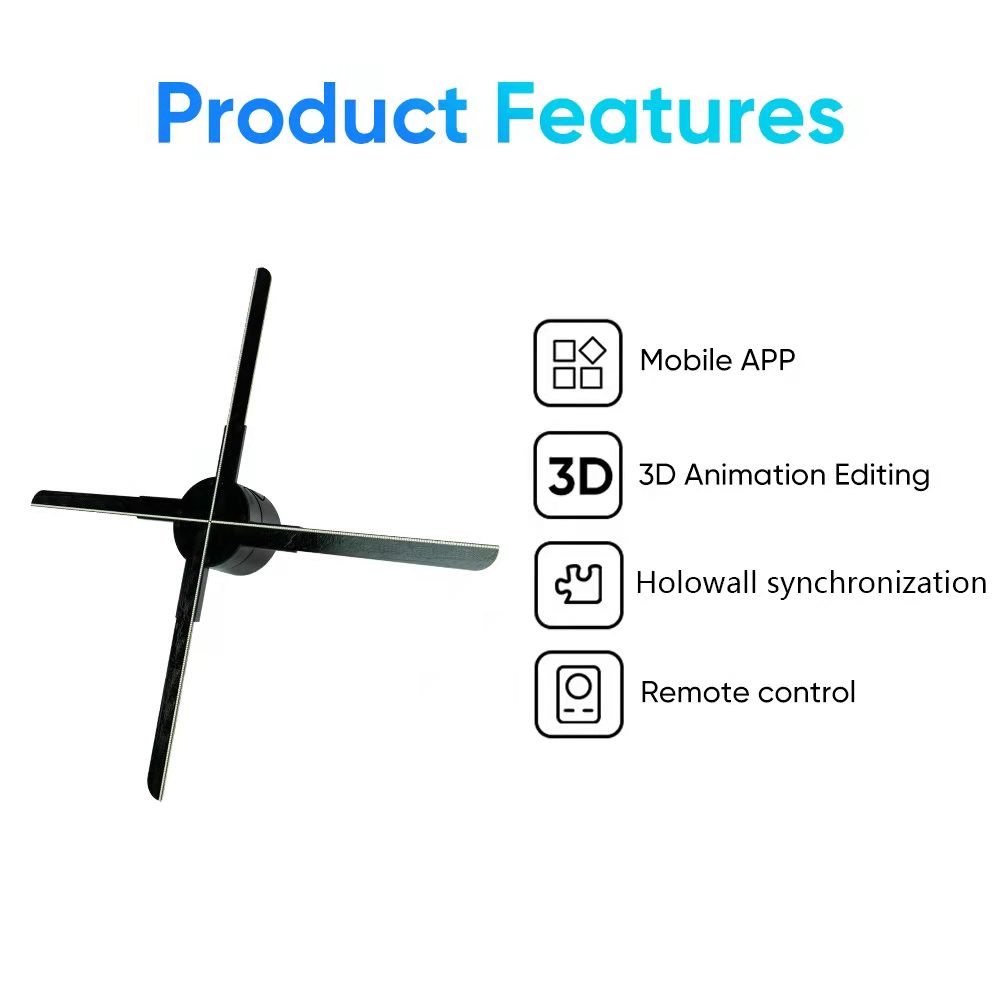 Product Features
Mobile APP
3D
3D Animation Editing
Holowall synchronization
Remote control